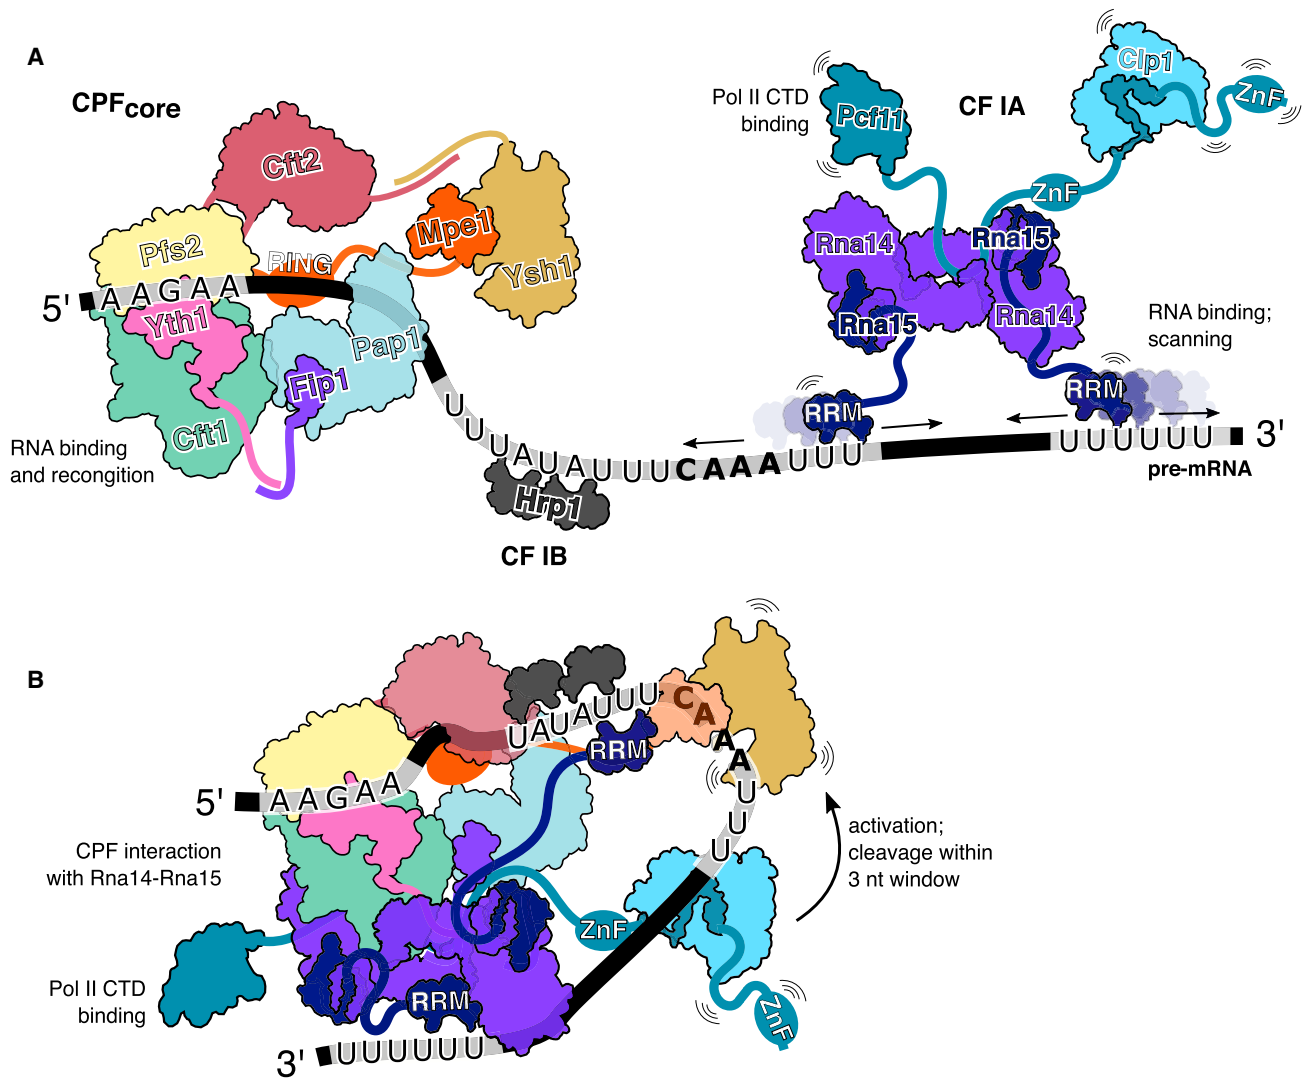 A
CPFcore
Cft2
Pfs2
RING
Mpe1
Ysh1
5' AAGAA
Yth1
Pap1
Fip1
Cft1
RNA binding
and recongition
UUUAUAUUUCAAAUUU
Hrp1
CF IB
Pol II CTD
binding
Pcf11
CF IA
Clp1
ZnF
ZnF
Rna14
Rna15
Rna15
Rna14
RNA binding;
scanning
RRM
RRM
UUUUUU 3'
pre-mRNA
B
UAUAUUU CAAAUUU
RRM
5' AAGAA
CPF interaction
with Rna14-Rna15
activation;
cleavage within
3 nt window
ZnF
Pol II CTD
binding
RRM
ZnF
3' UUUUUU